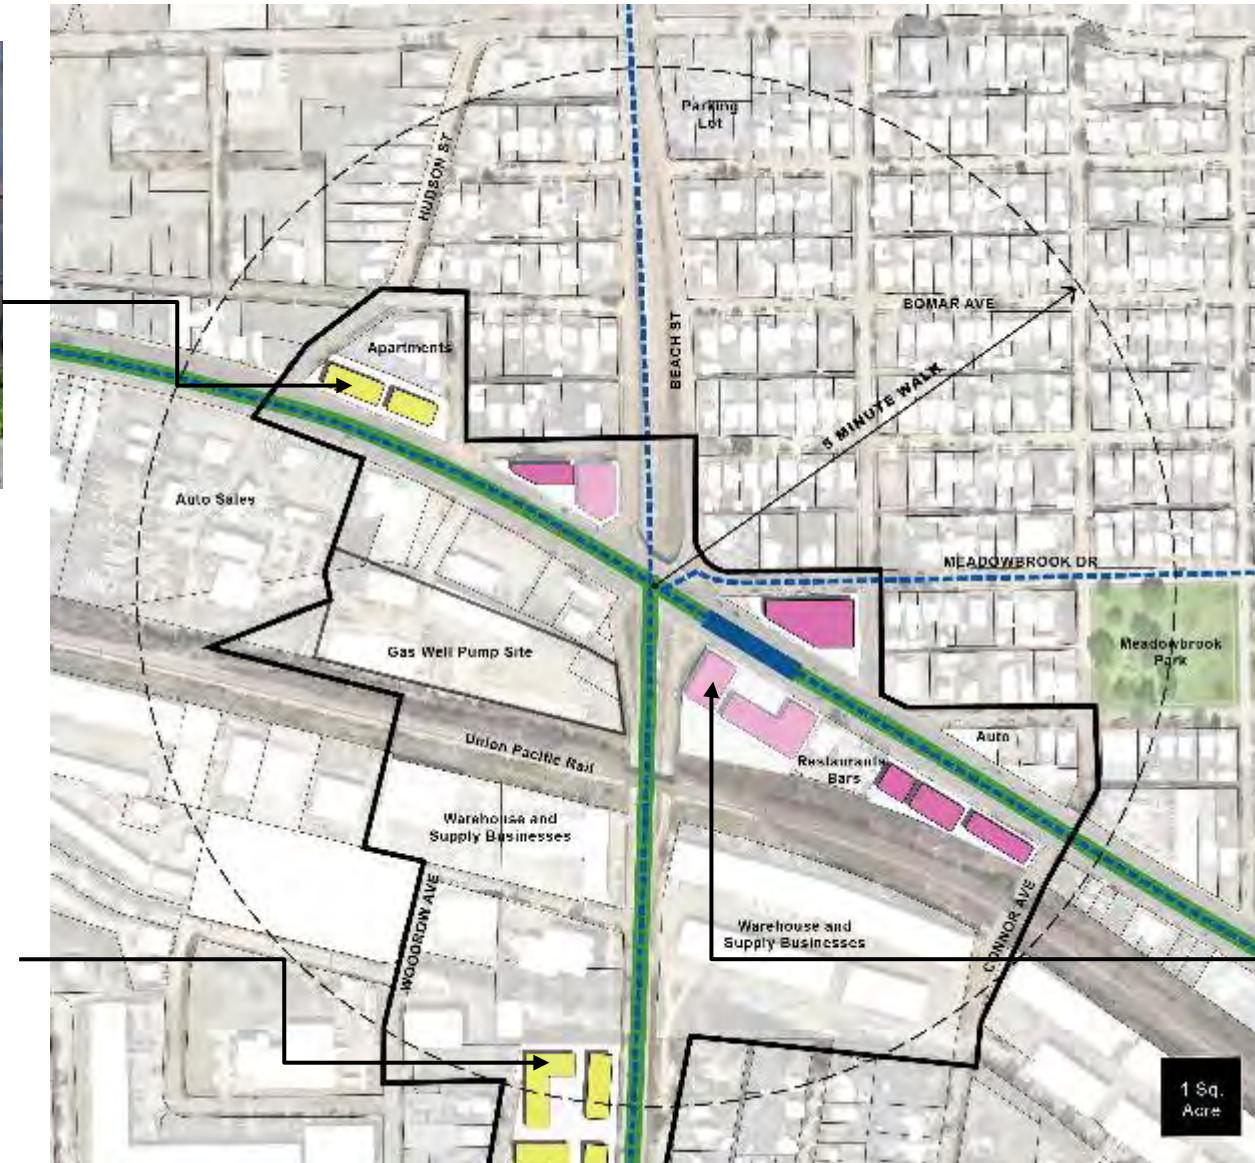 Parking
Lot
HUDSON ST
BOMAR AVE
BEACH ST
Apartments
5 MINUTE WALK
Auto Sales
MEADOWBROOK DR
Meadowbrook
Park
Gas Well Pump Site
Union Pacific Rail
Auto
Restaurants
Bars
Warehouse and
Supply Businesses
WOODROW AVE
Warehouse and
Supply Businesses
CONNOR AVE
1 Sq.
Acre